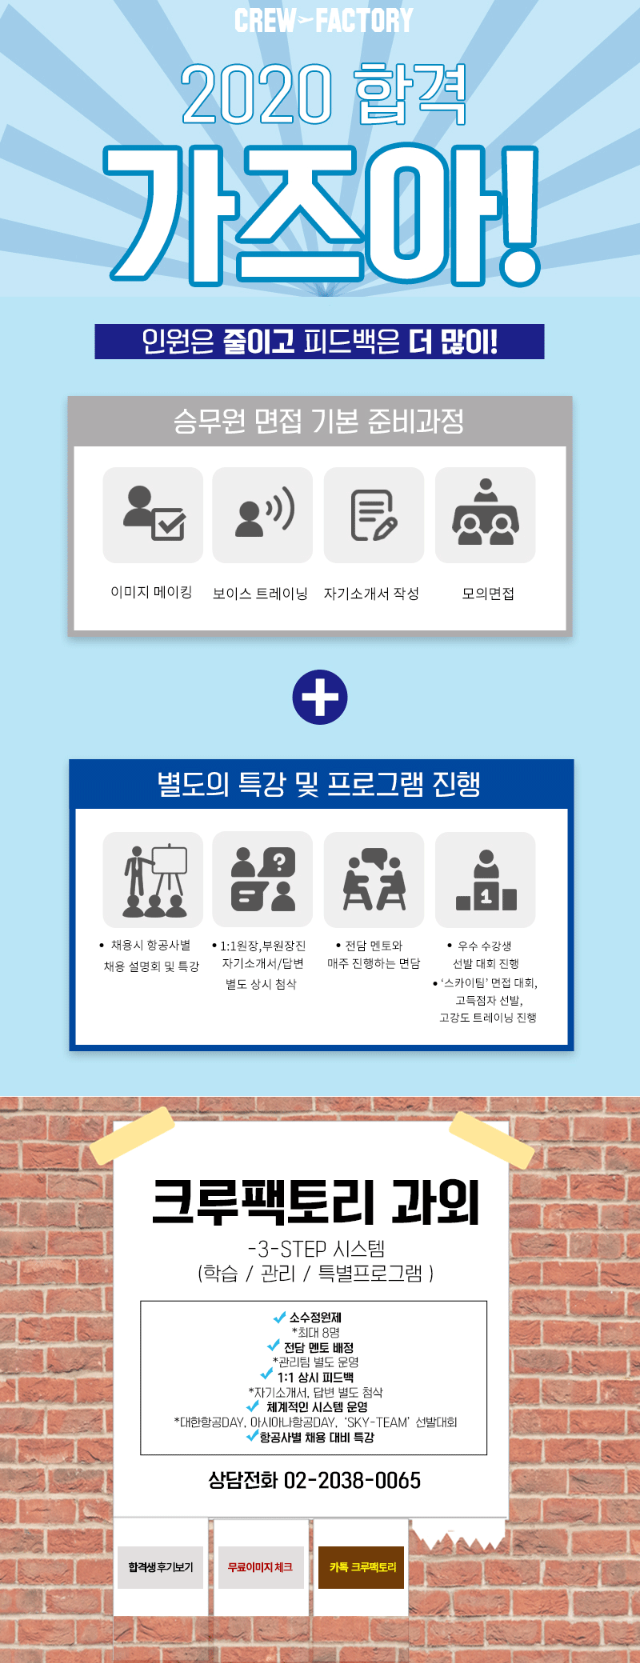 CREW FACTORY
2020 합격
가즈아!
인원은 줄이고 피드백은 더 많이!
승무원 면접 기본 준비과정
이미지 메이킹
보이스 트레이닝
자기소개서 작성
모의면접
별도의 특강 및 프로그램 진행
?
1
• 채용시 항공사별
채용 설명회 및 특강
• 1:1원장,부원장진
자기소개서/답변
별도 상시 첨삭
• 전담 멘토와
매주 진행하는 면담
• 우수 수강생
선발 대회 진행
• ‘스카이팀’ 면접 대회,
고득점자 선발,
고강도 트레이닝 진행
크루팩토리 과외
-3-STEP 시스템
(학습 / 관리 / 특별프로그램 )
소수정원제
*최대 8명
전담 멘토 배정
*관리팀 별도 운영
1:1 상시 피드백
*자기소개서, 답변 별도 첨삭
체계적인 시스템 운영
*대한항공DAY, 아시아나항공DAY, ‘SKY-TEAM’ 선발대회
항공사별 채용 대비 특강
상담전화 02-2038-0065
합격생 후기보기
무료이미지 체크
카톡 크루팩토리